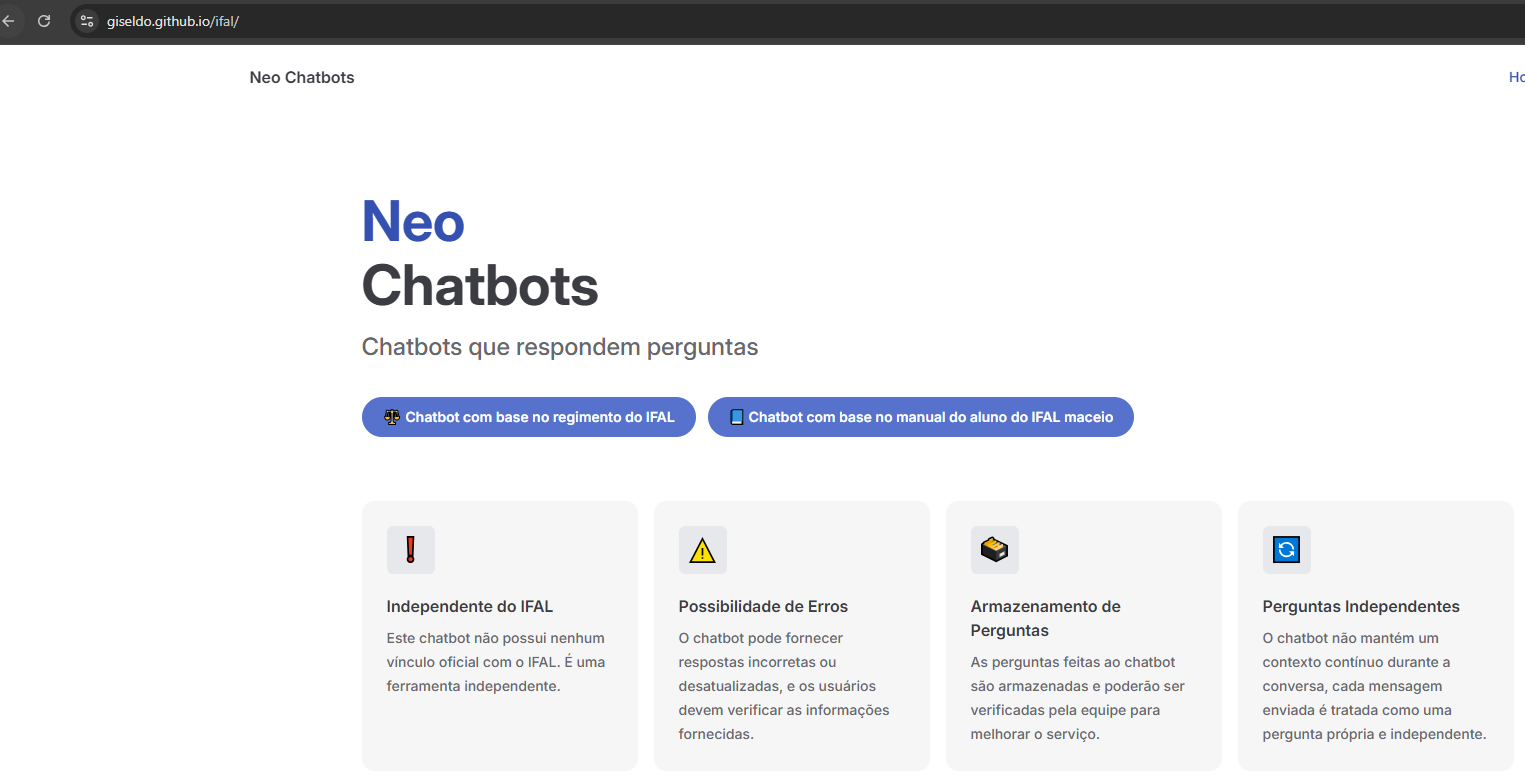 giseldo.github.io/ifal/
Neo Chatbots
Neo
Chatbots
Chatbots que respondem perguntas
Chatbot com base no regimento do IFAL
Chatbot com base no manual do aluno do IFAL maceio
Independente do IFAL
Este chatbot não possui nenhum
vínculo oficial com o IFAL. É uma
ferramenta independente.
Possibilidade de Erros
O chatbot pode fornecer
respostas incorretas ou
desatualizadas, e os usuários
devem verificar as informações
fornecidas.
Armazenamento de
Perguntas
As perguntas feitas ao chatbot
são armazenadas e poderão ser
verificadas pela equipe para
melhorar o serviço.
Perguntas Independentes
O chatbot não mantém um
contexto contínuo durante a
conversa, cada mensagem
enviada é tratada como uma
pergunta própria e independente.